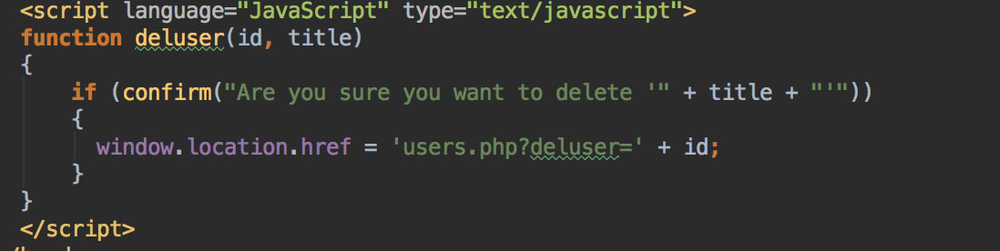 <script language="JavaScript" type="text/javascript">
function deluser(id, title)
{
    if (confirm("Are you sure you want to delete '" + title + "'"))
    {
      window.location.href = 'users.php?deluser=' + id;
    }
}
</script>